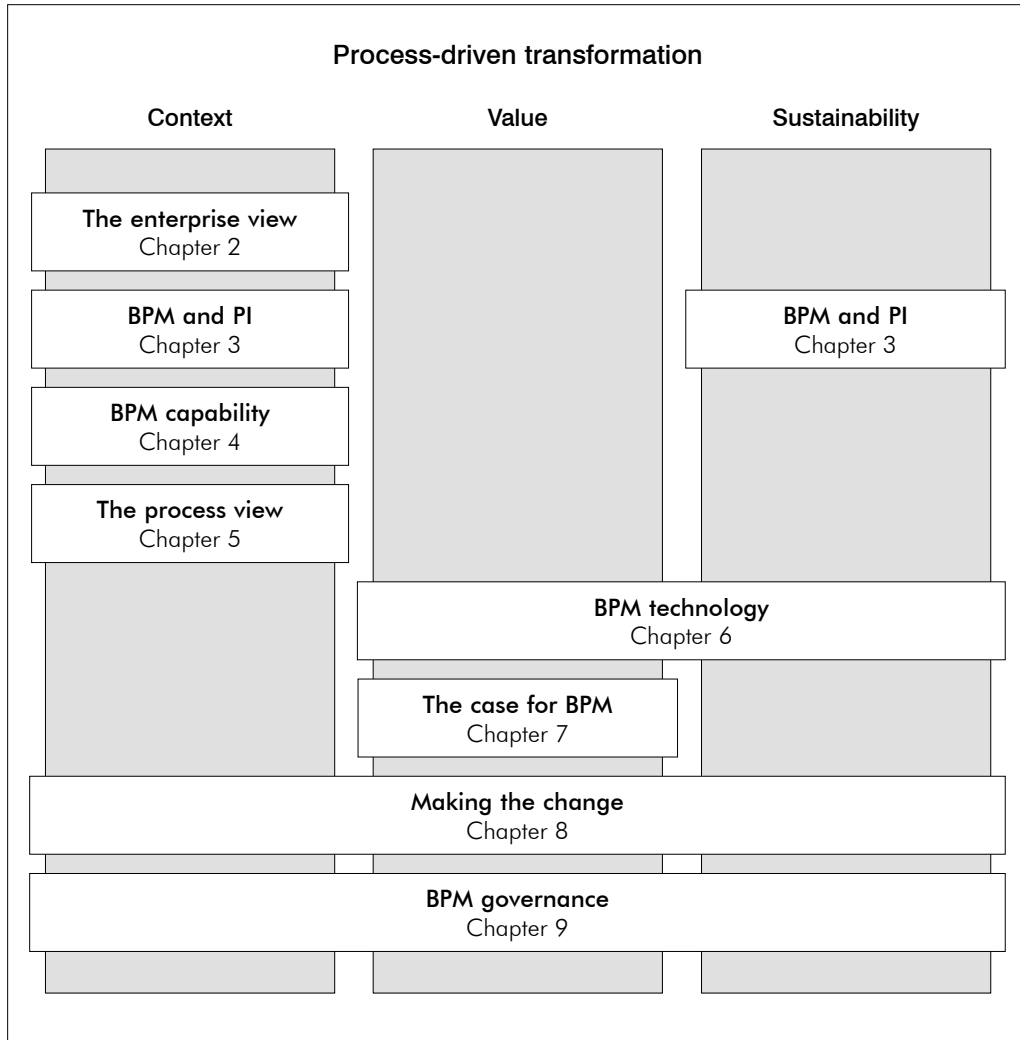 Process-driven transformation
Context
Value
Sustainability
The enterprise view
Chapter 2
BPM and PI
Chapter 3
BPM and PI
Chapter 3
BPM capability
Chapter 4
The process view
Chapter 5
BPM technology
Chapter 6
The case for BPM
Chapter 7
Making the change
Chapter 8
BPM governance
Chapter 9